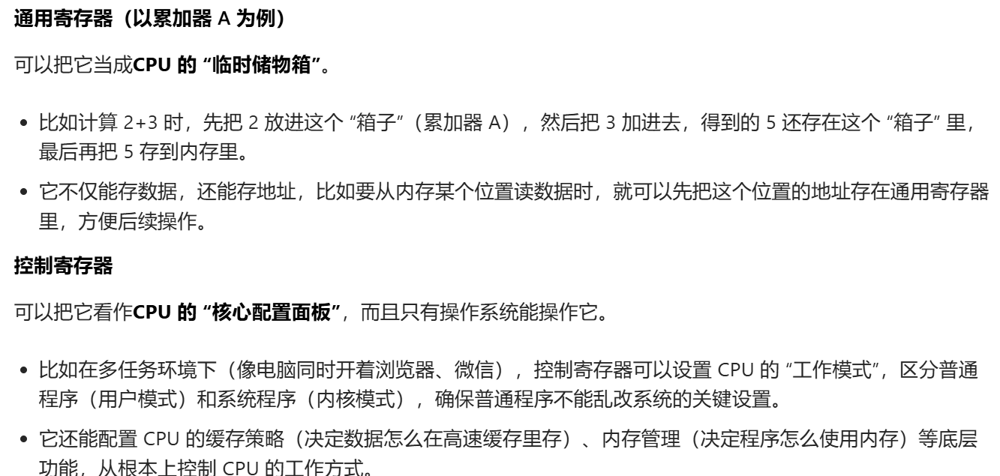 通用寄存器（以累加器 A 为例）
可以把它当成CPU 的 “临时储物箱”。
比如计算 2+3 时，先把 2 放进这个 “箱子”（累加器 A），然后把 3 加进去，得到的 5 还存在这个 “箱子” 里，
最后再把 5 存到内存里。
它不仅能存数据，还能存地址，比如要从内存某个位置读数据时，就可以先把这个位置的地址存在通用寄存器
里，方便后续操作。
控制寄存器
可以把它看作CPU 的 “核心配置面板”，而且只有操作系统能操作它。
比如在多任务环境下（像电脑同时开着浏览器、微信），控制寄存器可以设置 CPU 的 “工作模式”，区分普通
程序（用户模式）和系统程序（内核模式），确保普通程序不能乱改系统的关键设置。
它还能配置 CPU 的缓存策略（决定数据怎么在高速缓存里存）、内存管理（决定程序怎么使用内存）等底层
功能，从根本上控制 CPU 的工作方式。